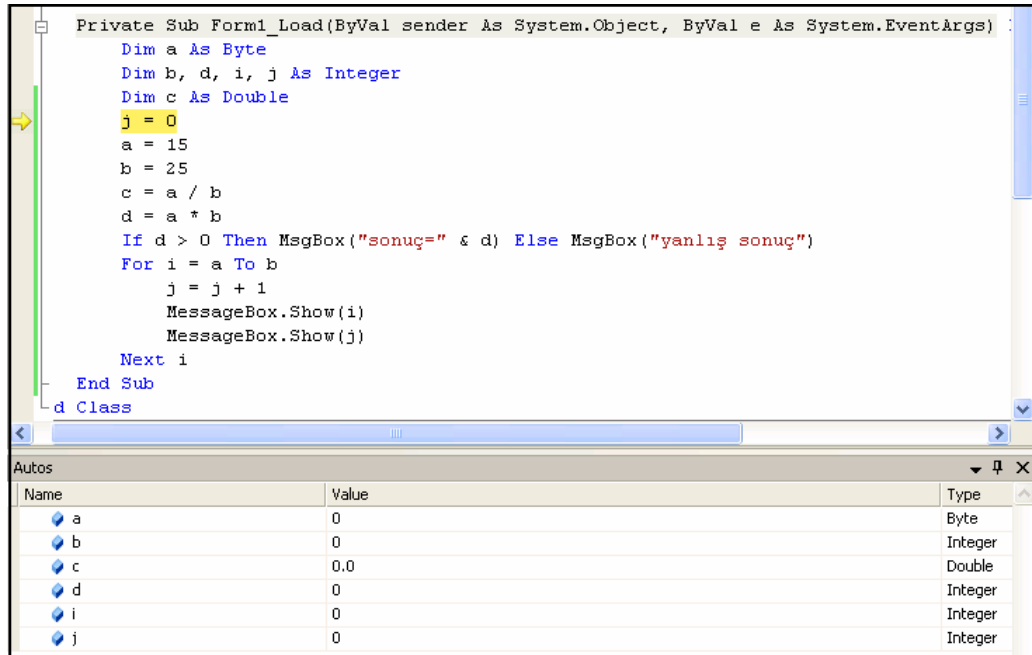 Private Sub Form1_Load(ByVal sender As System.Object, ByVal e As System.EventArgs)
Dim a As Byte
Dim b, d, i, j As Integer
Dim c As Double
j = 0
a = 15
b = 25
c = a / b
d = a * b
If d > 0 Then MsgBox("sonuç=" & d) Else MsgBox("yanlış sonuç")
For i = a To b
j = j + 1
MessageBox.Show(i)
MessageBox.Show(j)
Next i
End Sub
d Class
Autos
Name Value Type
a 0 Byte
b 0 Integer
c 0.0 Double
d 0 Integer
i 0 Integer
j 0 Integer